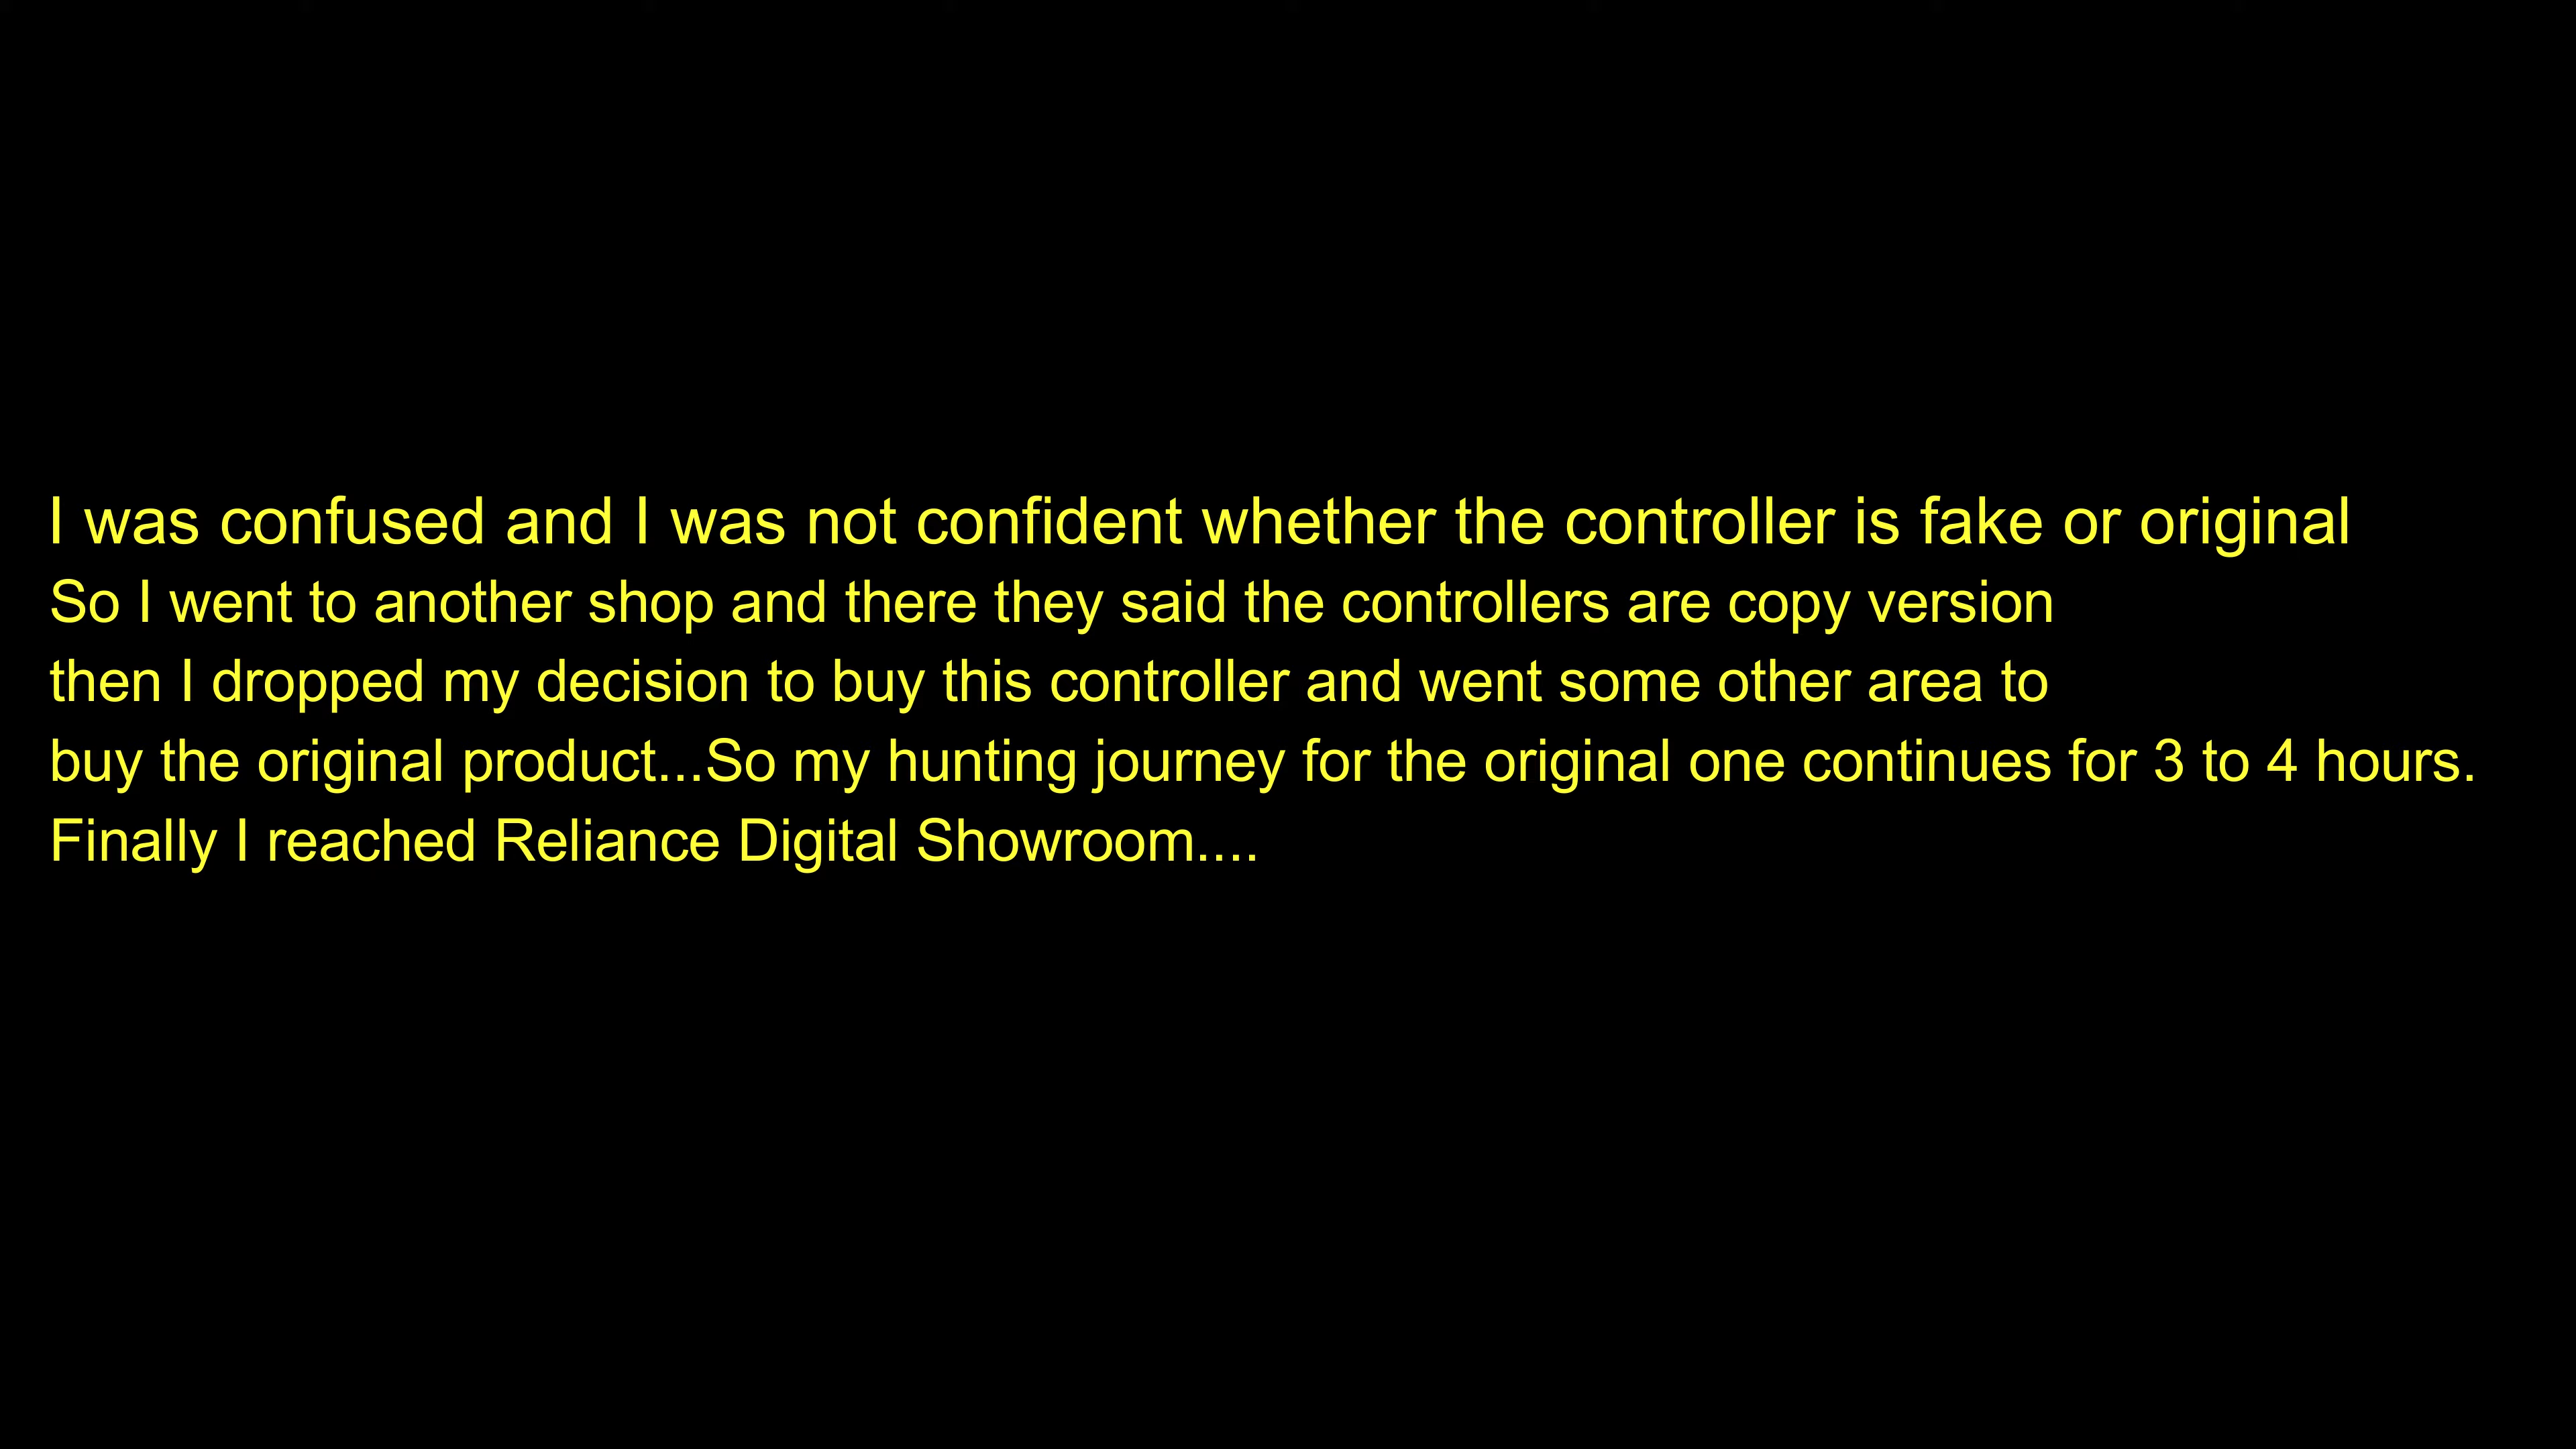 I was confused and I was not confident whether the controller is fake or original
So I went to another shop and there they said the controllers are copy version
then I dropped my decision to buy this controller and went some other area to
buy the original product...So my hunting journey for the original one continues for 3 to 4 hours.
Finally I reached Reliance Digital Showroom....